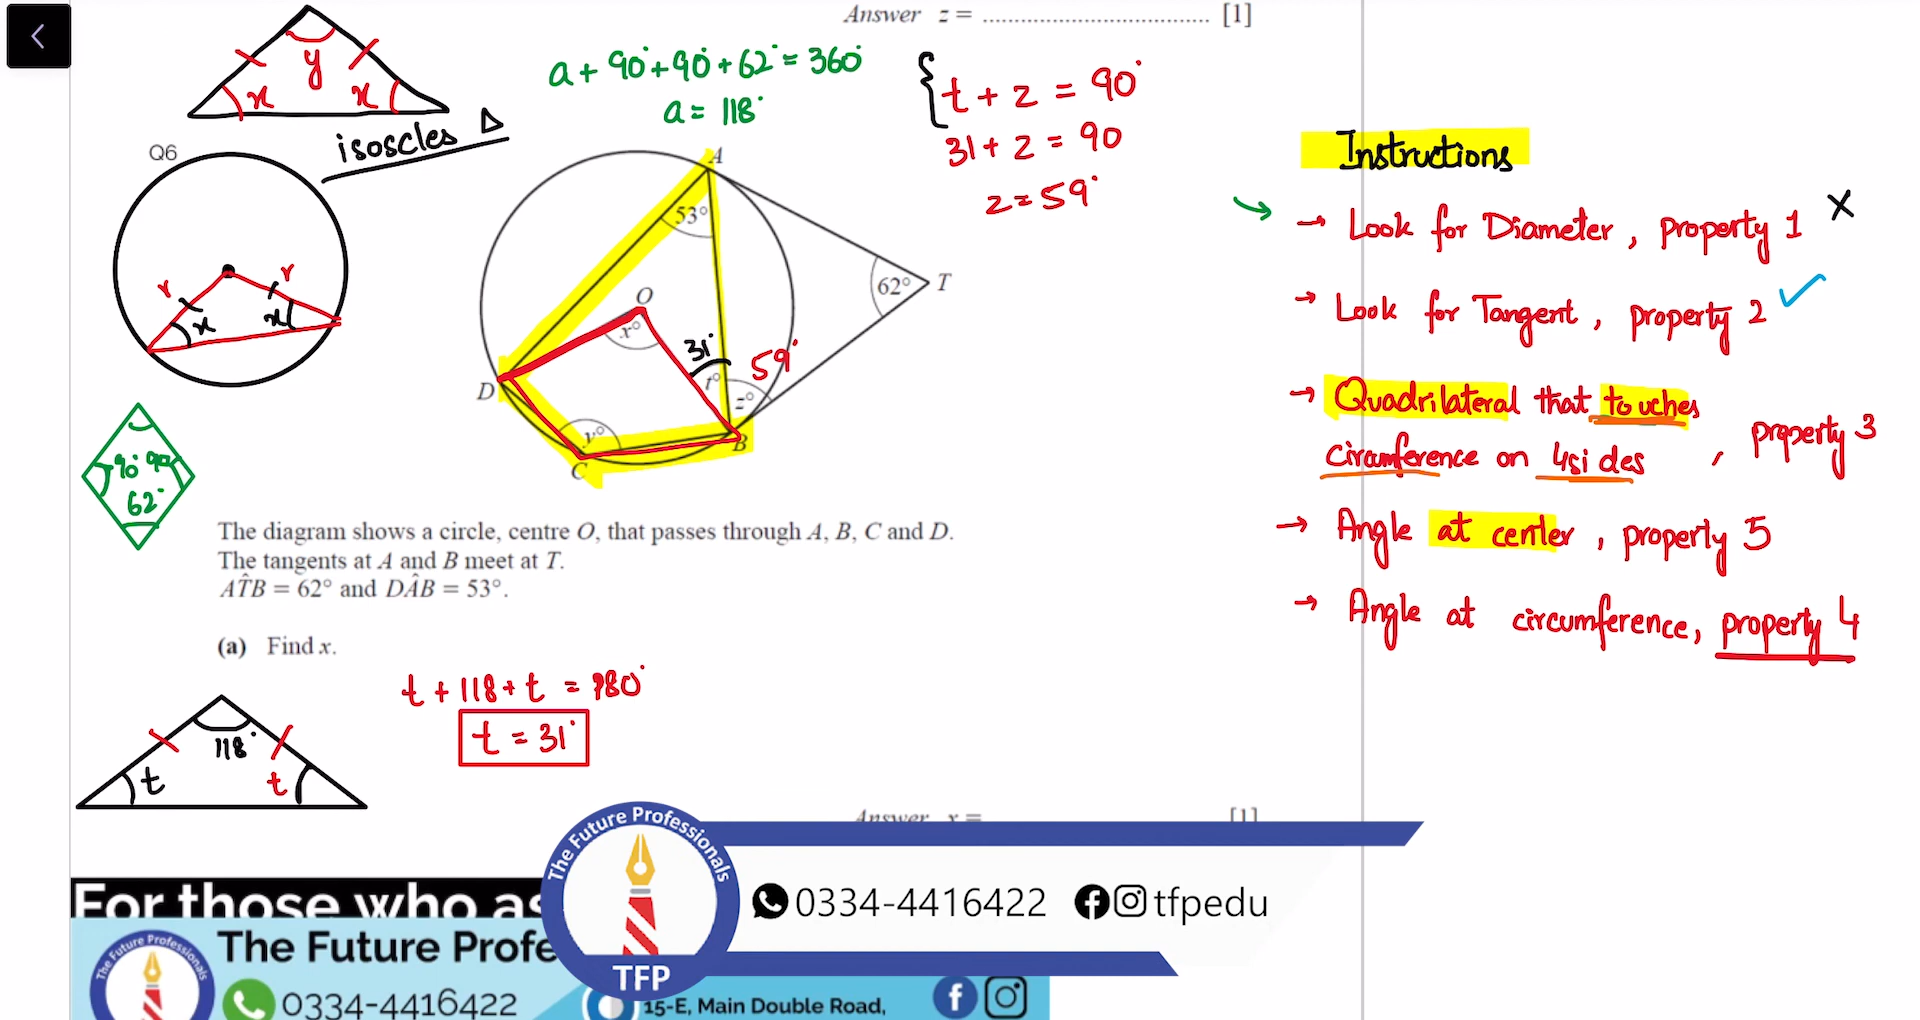 Answer z = .................................... [1]
y
x x
isoscles Δ
a + 90° + 90° + 62° = 360°
a = 118°
t + z = 90°
31 + z = 90
z = 59°
Q6
r r
x x
A
53°
62° T
O
x°
31°
59°
t°
z°
D
y°
B
C
90° 90°
62°
Instructions
→ Look for Diameter, property 1 X
→ Look for Tangent, property 2 ✓
→ Quadrilateral that touches
circumference on 4 sides , property 3
→ Angle at center, property 5
→ Angle at circumference, property 4
The diagram shows a circle, centre O, that passes through A, B, C and D.
The tangents at A and B meet at T.
AT̂B = 62° and DÂB = 53°.
(a) Find x.
t + 118 + t = 180°
t = 31°
118°
t t
Answer x = [1]
For those who as
The Future Professionals
TFP
0334-4416422 tfpedu
The Future Professionals
The Future Profe
0334-4416422
15-E, Main Double Road,